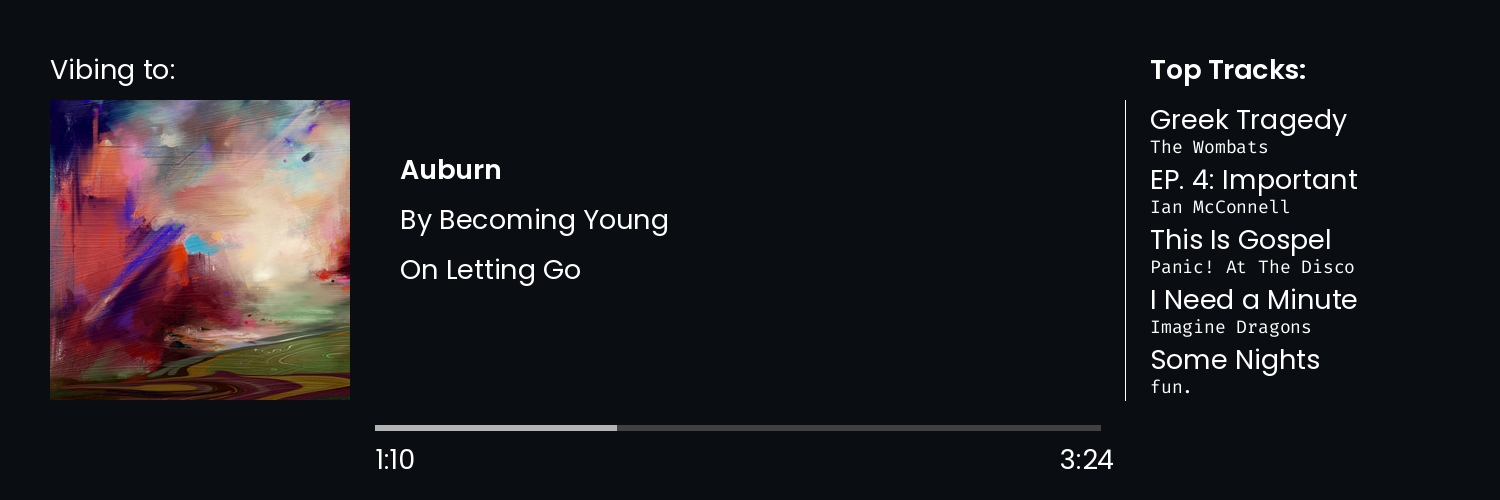 Vibing to:
Auburn
By Becoming Young
On Letting Go
1:10
3:24
Top Tracks:
Greek Tragedy
The Wombats
EP. 4: Important
Ian McConnell
This Is Gospel
Panic! At The Disco
I Need a Minute
Imagine Dragons
Some Nights
fun.